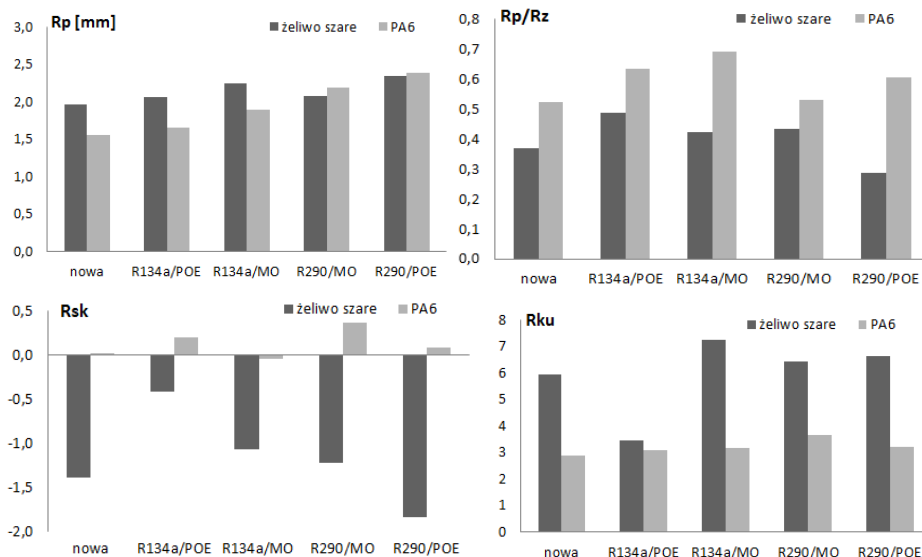 Rp [mm]
żeliwo szare PA6
3,0
2,5
2,0
1,5
1,0
0,5
0,0
nowa R134a/POE R134a/MO R290/MO R290/POE
Rp/Rz
żeliwo szare PA6
0,8
0,7
0,6
0,5
0,4
0,3
0,2
0,1
0,0
nowa R134a/POE R134a/MO R290/MO R290/POE
Rsk
żeliwo szare PA6
0,5
0,0
-0,5
-1,0
-1,5
-2,0
nowa R134a/POE R134a/MO R290/MO R290/POE
Rku
żeliwo szare PA6
8
7
6
5
4
3
2
1
0
nowa R134a/POE R134a/MO R290/MO R290/POE